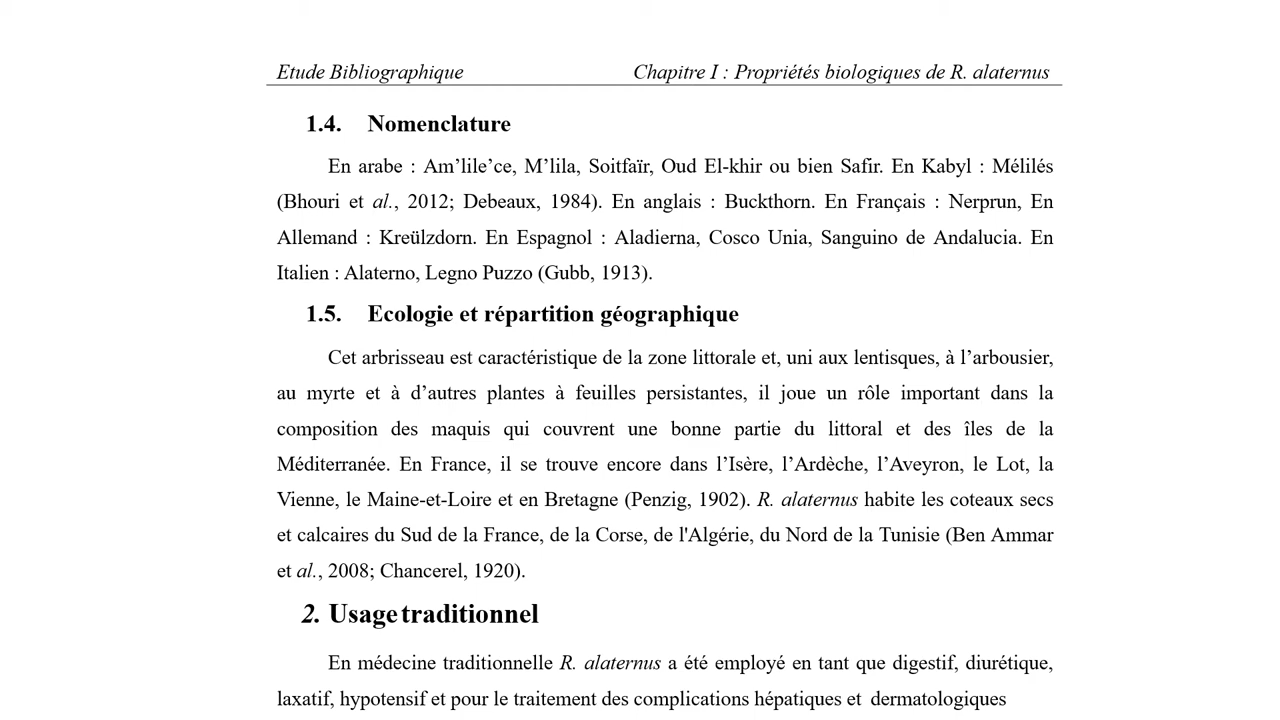 Etude Bibliographique Chapitre I : Propriétés biologiques de R. alaternus
1.4. Nomenclature
En arabe : Am’lile’ce, M’lila, Soitfaïr, Oud El-khir ou bien Safir. En Kabyl : Mélilés
(Bhouri et al., 2012; Debeaux, 1984). En anglais : Buckthorn. En Français : Nerprun, En
Allemand : Kreülzdorn. En Espagnol : Aladierna, Cosco Unia, Sanguino de Andalucia. En
Italien : Alaterno, Legno Puzzo (Gubb, 1913).
1.5. Ecologie et répartition géographique
Cet arbrisseau est caractéristique de la zone littorale et, uni aux lentisques, à l’arbousier,
au myrte et à d’autres plantes à feuilles persistantes, il joue un rôle important dans la
composition des maquis qui couvrent une bonne partie du littoral et des îles de la
Méditerranée. En France, il se trouve encore dans l’Isère, l’Ardèche, l’Aveyron, le Lot, la
Vienne, le Maine-et-Loire et en Bretagne (Penzig, 1902). R. alaternus habite les coteaux secs
et calcaires du Sud de la France, de la Corse, de l'Algérie, du Nord de la Tunisie (Ben Ammar
et al., 2008; Chancerel, 1920).
2. Usage traditionnel
En médecine traditionnelle R. alaternus a été employé en tant que digestif, diurétique,
laxatif, hypotensif et pour le traitement des complications hépatiques et dermatologiques